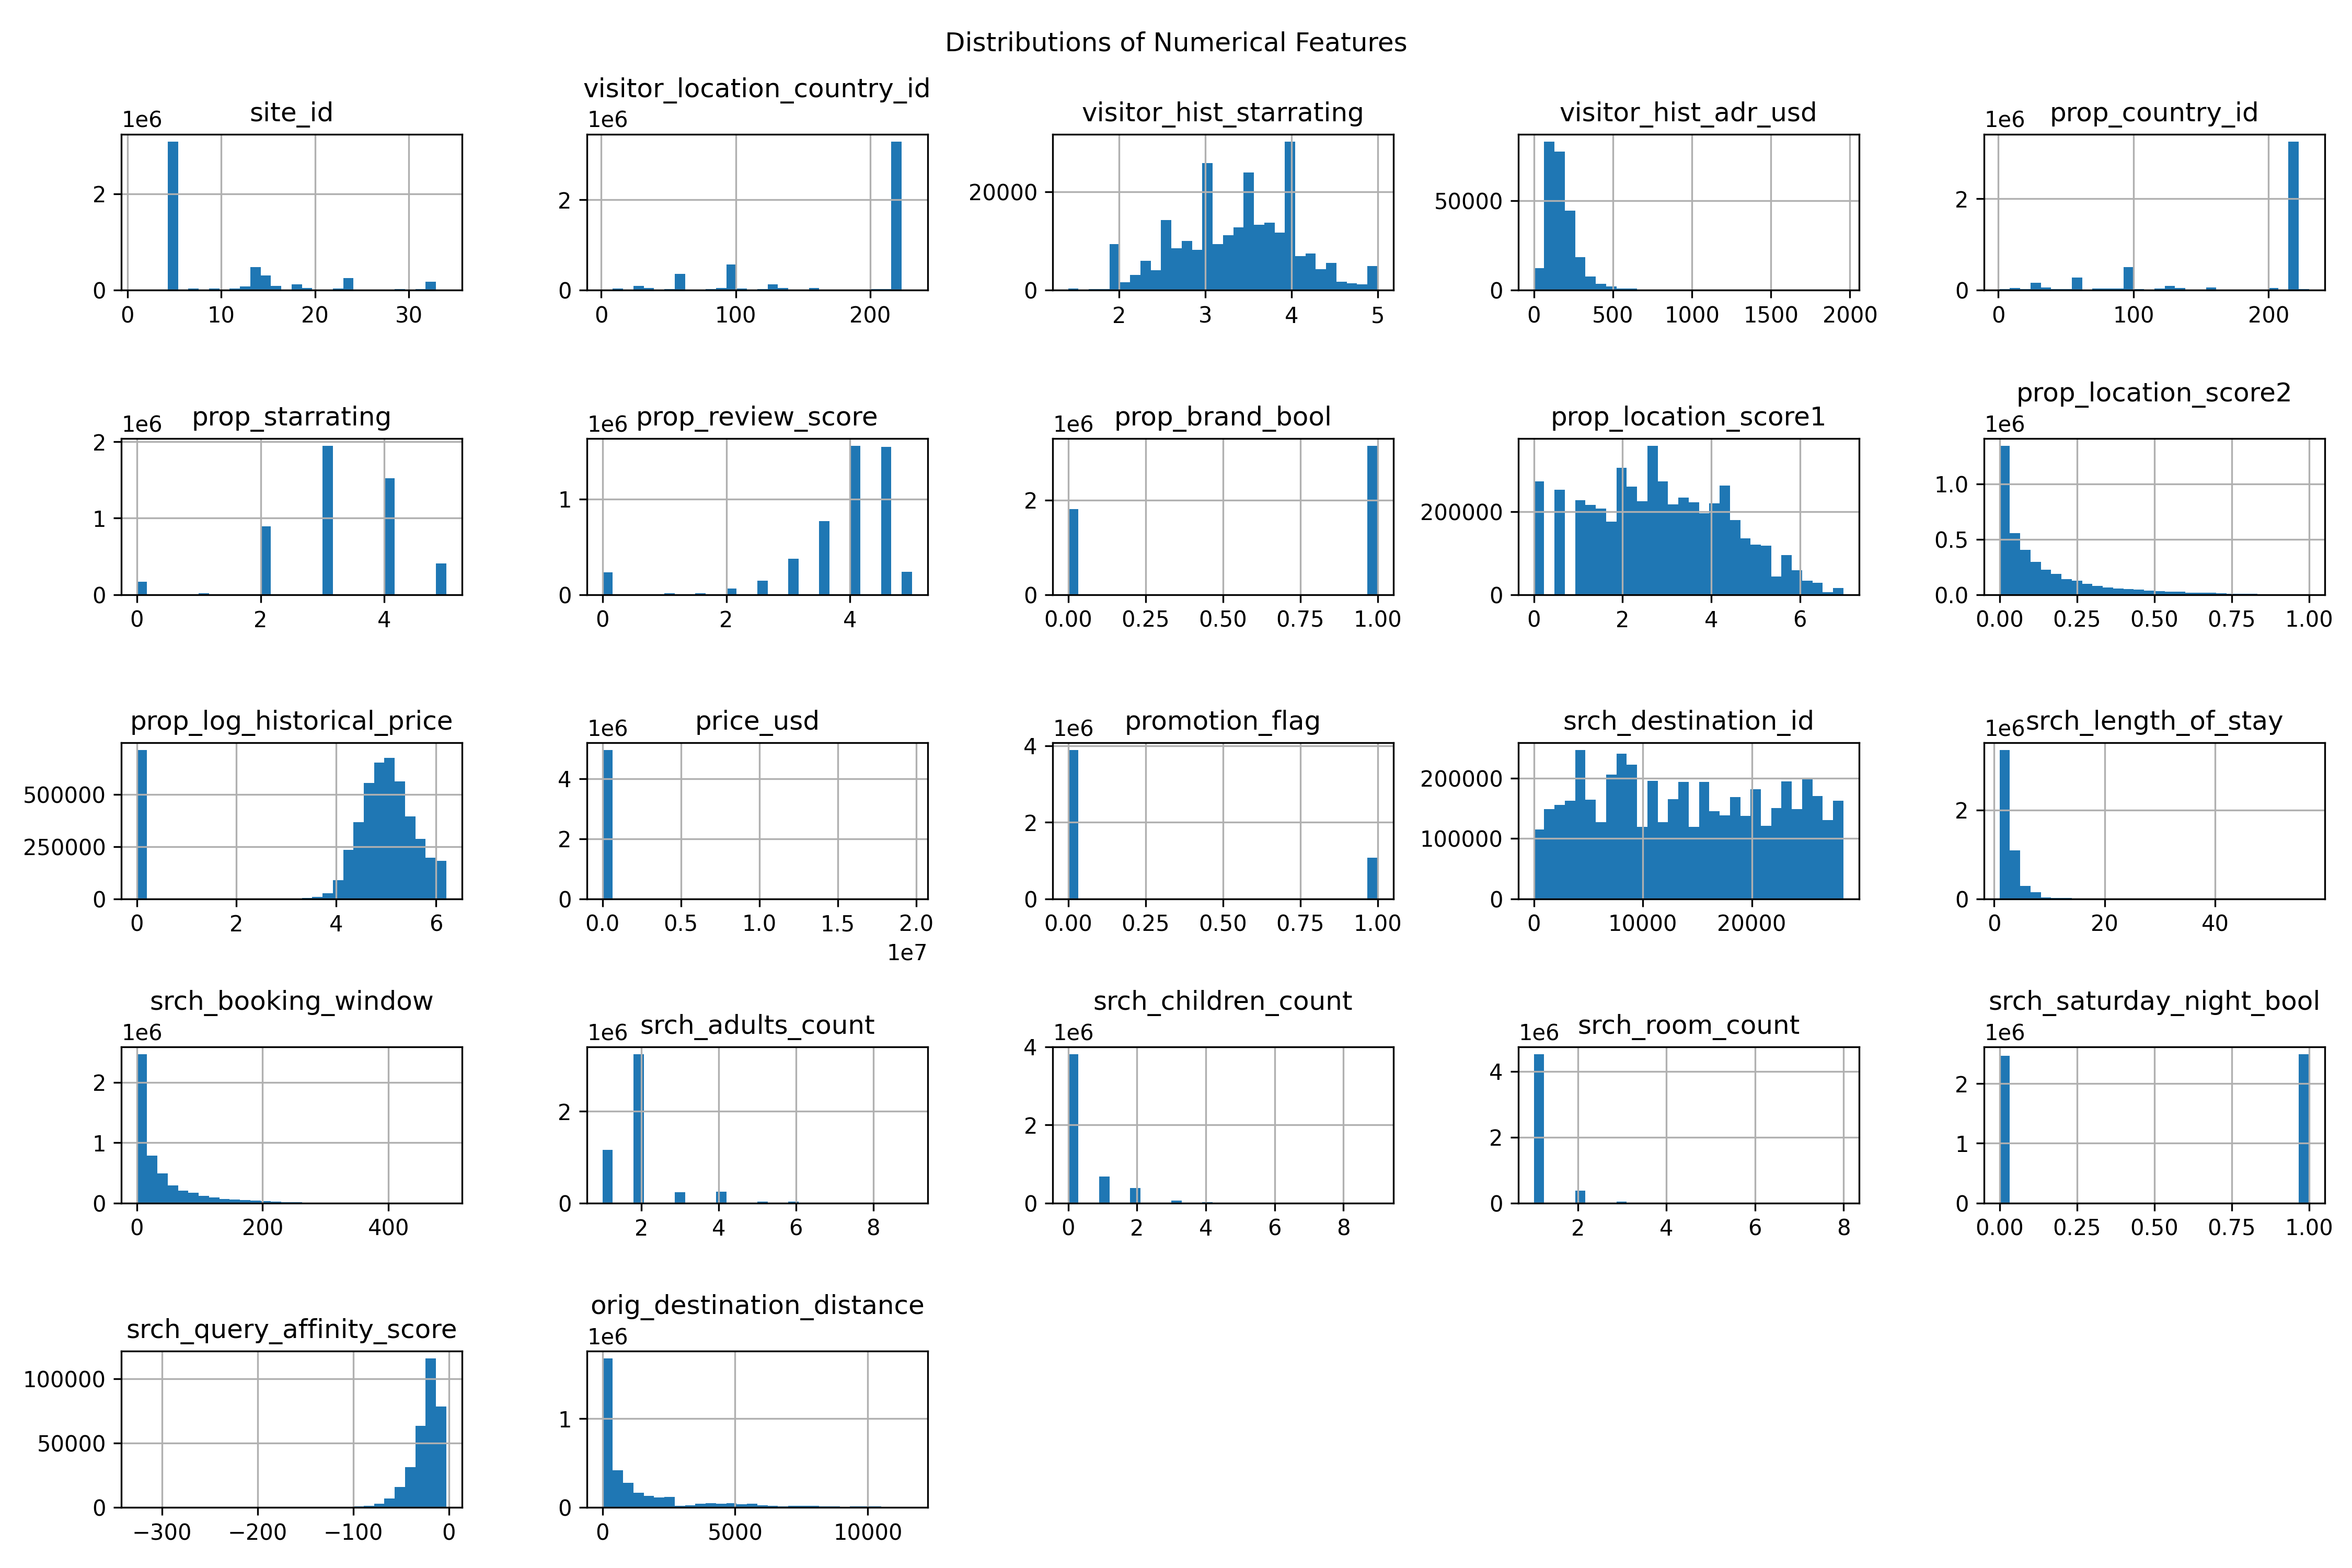 Distributions of Numerical Features
site_id
1e6
2
0
0 10 20 30
visitor_location_country_id
1e6
2
0
0 100 200
visitor_hist_starrating
20000
0
2 3 4 5
visitor_hist_adr_usd
50000
0
0 500 1000 1500 2000
prop_country_id
1e6
2
0
0 100 200
prop_starrating
1e6
2
1
0
0 2 4
prop_review_score
1e6
1
0
0 2 4
prop_brand_bool
1e6
2
0
0.00 0.25 0.50 0.75 1.00
prop_location_score1
200000
0
0 2 4 6
prop_location_score2
1e6
1.0
0.5
0.0
0.00 0.25 0.50 0.75 1.00
prop_log_historical_price
500000
250000
0
0 2 4 6
price_usd
1e6
4
2
0
0.0 0.5 1.0 1.5 2.0
1e7
promotion_flag
1e6
4
2
0
0.00 0.25 0.50 0.75 1.00
srch_destination_id
200000
100000
0
0 10000 20000
srch_length_of_stay
1e6
2
0
0 20 40
srch_booking_window
1e6
2
1
0
0 200 400
srch_adults_count
1e6
2
0
2 4 6 8
srch_children_count
1e6
4
2
0
0 2 4 6 8
srch_room_count
1e6
4
2
0
2 4 6 8
srch_saturday_night_bool
1e6
2
1
0
0.00 0.25 0.50 0.75 1.00
srch_query_affinity_score
100000
50000
0
−300 −200 −100 0
orig_destination_distance
1e6
1
0
0 5000 10000